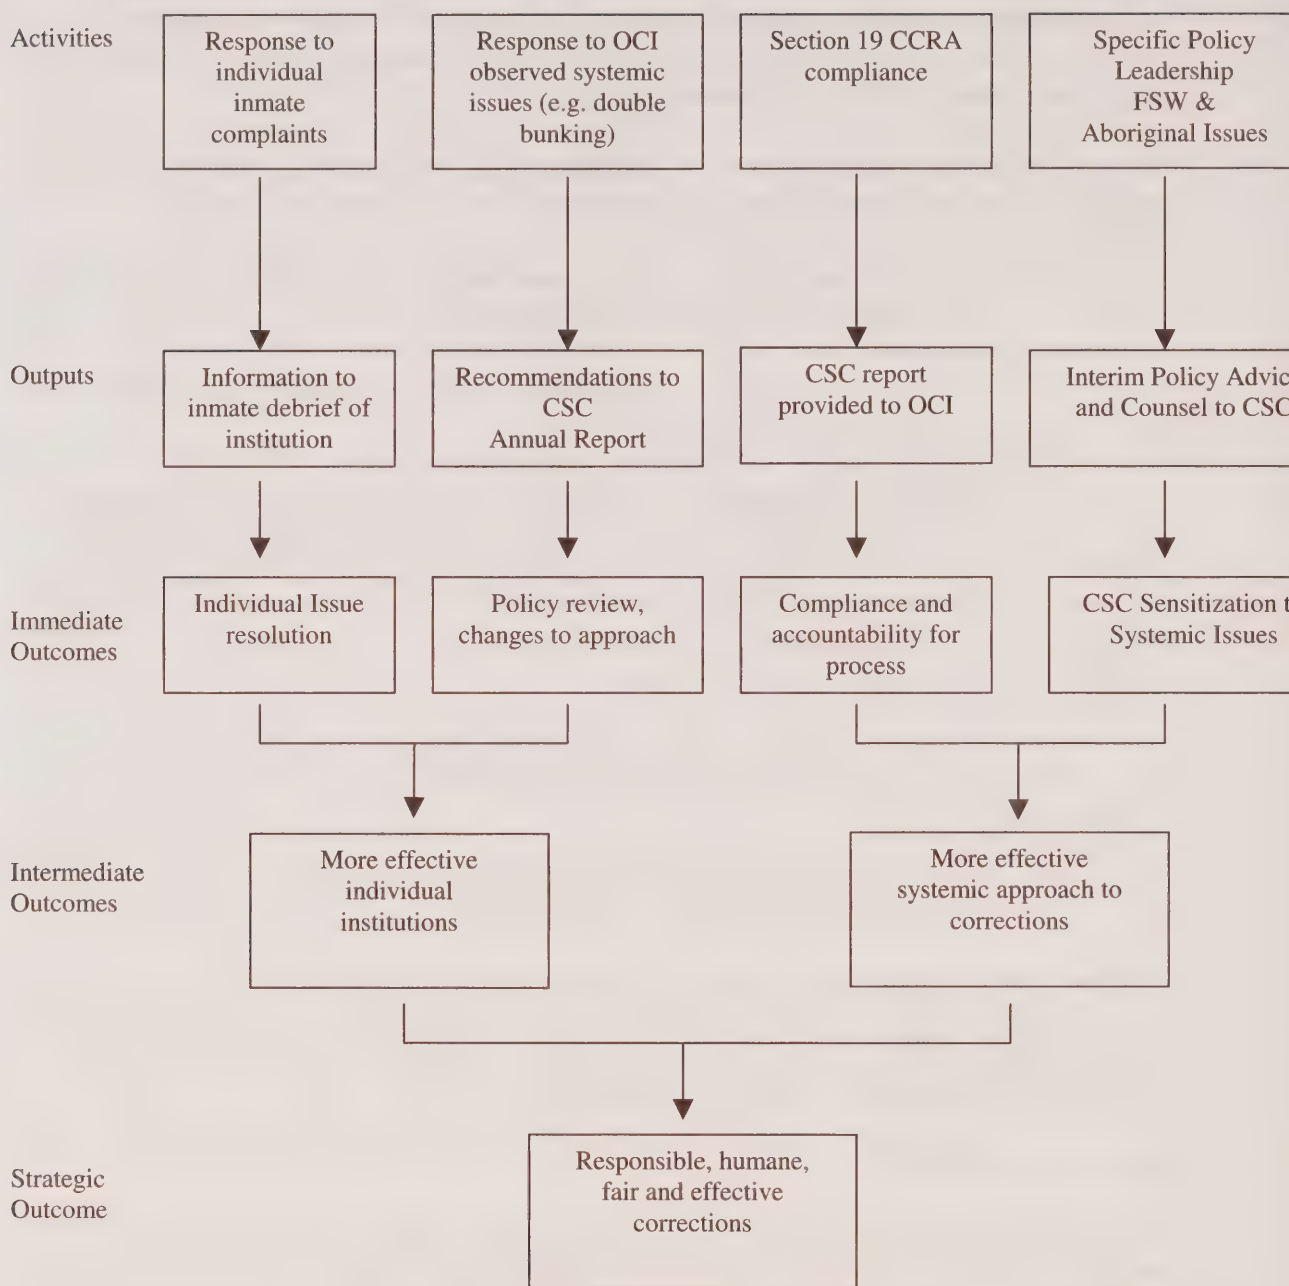 Activities
Response to
individual
inmate
complaints
Response to OCI
observed systemic
issues (e.g. double
bunking)
Section 19 CCRA
compliance
Specific Policy
Leadership
FSW &
Aboriginal Issues
Outputs
Information to
inmate debrief of
institution
Recommendations to
CSC
Annual Report
CSC report
provided to OCI
Interim Policy Advic
and Counsel to CSC
Immediate
Outcomes
Individual Issue
resolution
Policy review,
changes to approach
Compliance and
accountability for
process
CSC Sensitization t
Systemic Issues
Intermediate
Outcomes
More effective
individual
institutions
More effective
systemic approach to
corrections
Strategic
Outcome
Responsible, humane,
fair and effective
corrections